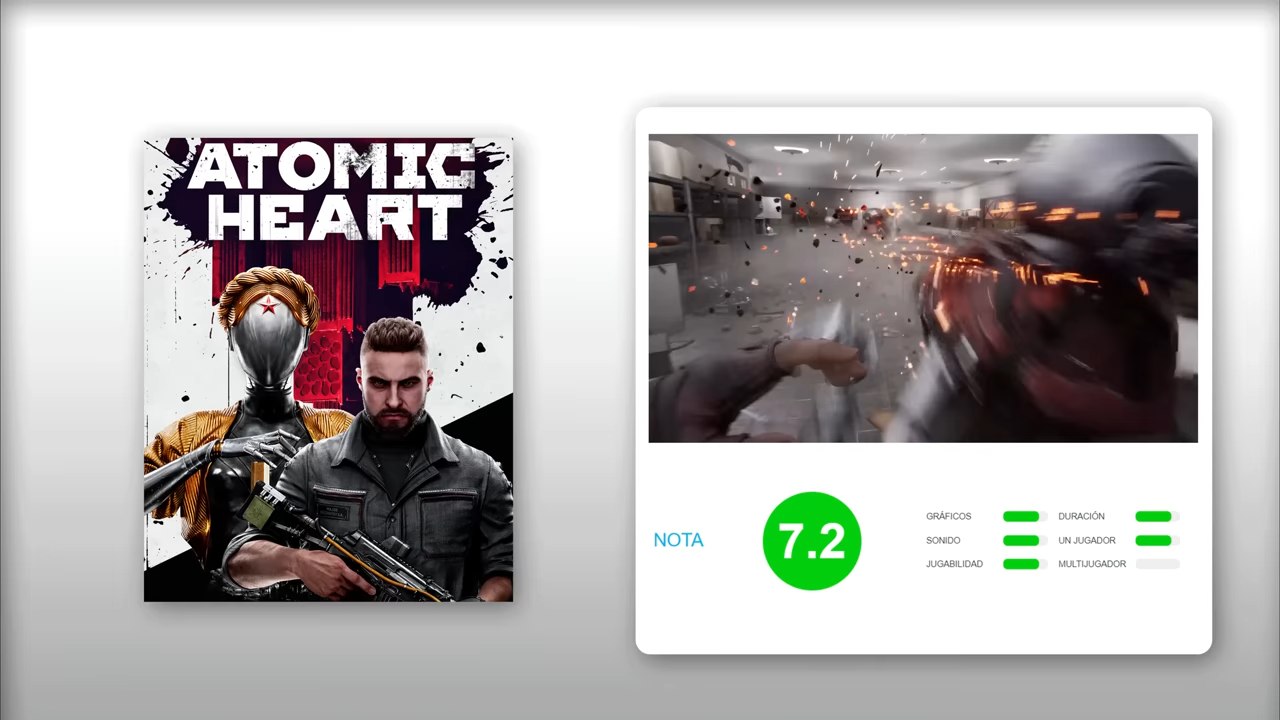 ATOMIC
HEART
NOTA
7.2
GRÁFICOS
DURACIÓN
SONIDO
UN JUGADOR
JUGABILIDAD
MULTIJUGADOR